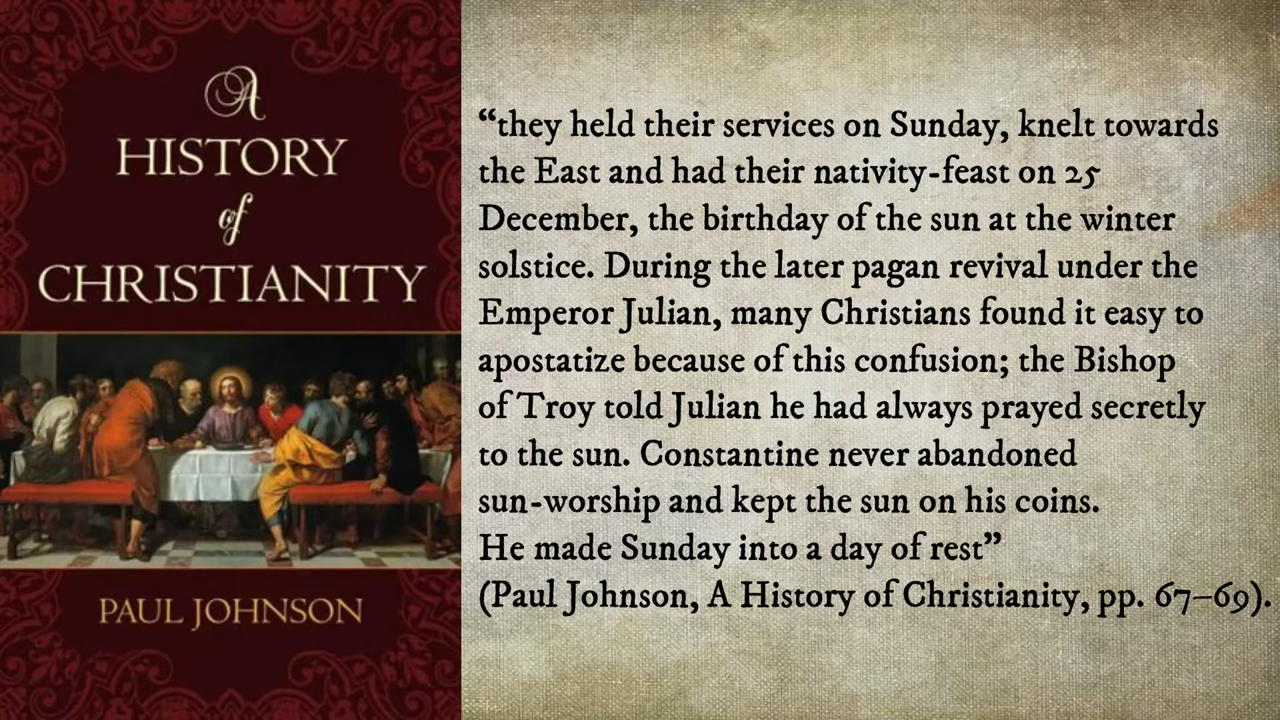 A
HISTORY
of
CHRISTIANITY
PAUL JOHNSON
“they held their services on Sunday, knelt towards
the East and had their nativity-feast on 25
December, the birthday of the sun at the winter
solstice. During the later pagan revival under the
Emperor Julian, many Christians found it easy to
apostatize because of this confusion; the Bishop
of Troy told Julian he had always prayed secretly
to the sun. Constantine never abandoned
sun-worship and kept the sun on his coins.
He made Sunday into a day of rest”
(Paul Johnson, A History of Christianity, pp. 67–69).